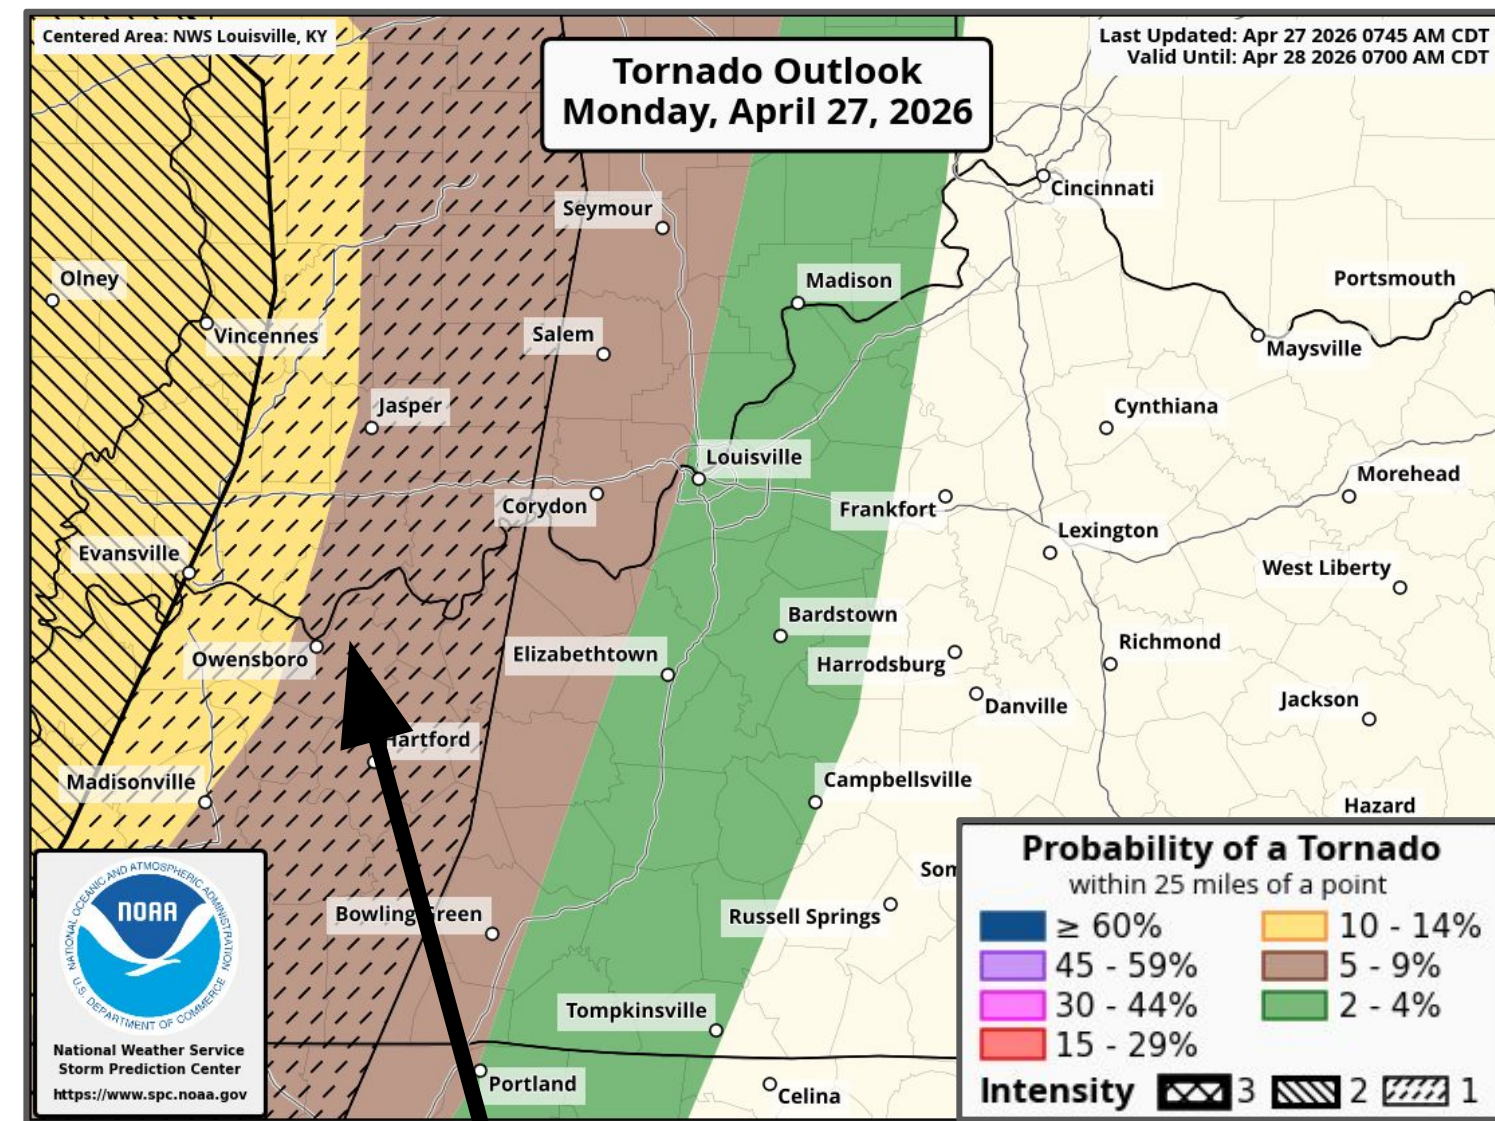 Centered Area: NWS Louisville, KY
Last Updated: Apr 27 2026 0745 AM CDT
Valid Until: Apr 28 2026 0700 AM CDT
Tornado Outlook
Monday, April 27, 2026
Cincinnati
Seymour
Olney
Madison
Portsmouth
Vincennes
Salem
Maysville
Jasper
Cynthiana
Louisville
Morehead
Corydon
Frankfort
Lexington
Evansville
West Liberty
Bardstown
Owensboro
Elizabethtown
Harrodsburg
Richmond
Danville
Jackson
Hartford
Madisonville
Campbellsville
Hazard
Bowling Green
Russell Springs
Som
Tompkinsville
Portland
Celina
NATIONAL OCEANIC AND ATMOSPHERIC ADMINISTRATION
NOAA
U.S. DEPARTMENT OF COMMERCE
National Weather Service
Storm Prediction Center
https://www.spc.noaa.gov
Probability of a Tornado
within 25 miles of a point
≥ 60% 10 - 14%
45 - 59% 5 - 9%
30 - 44% 2 - 4%
15 - 29%
Intensity 3 2 1